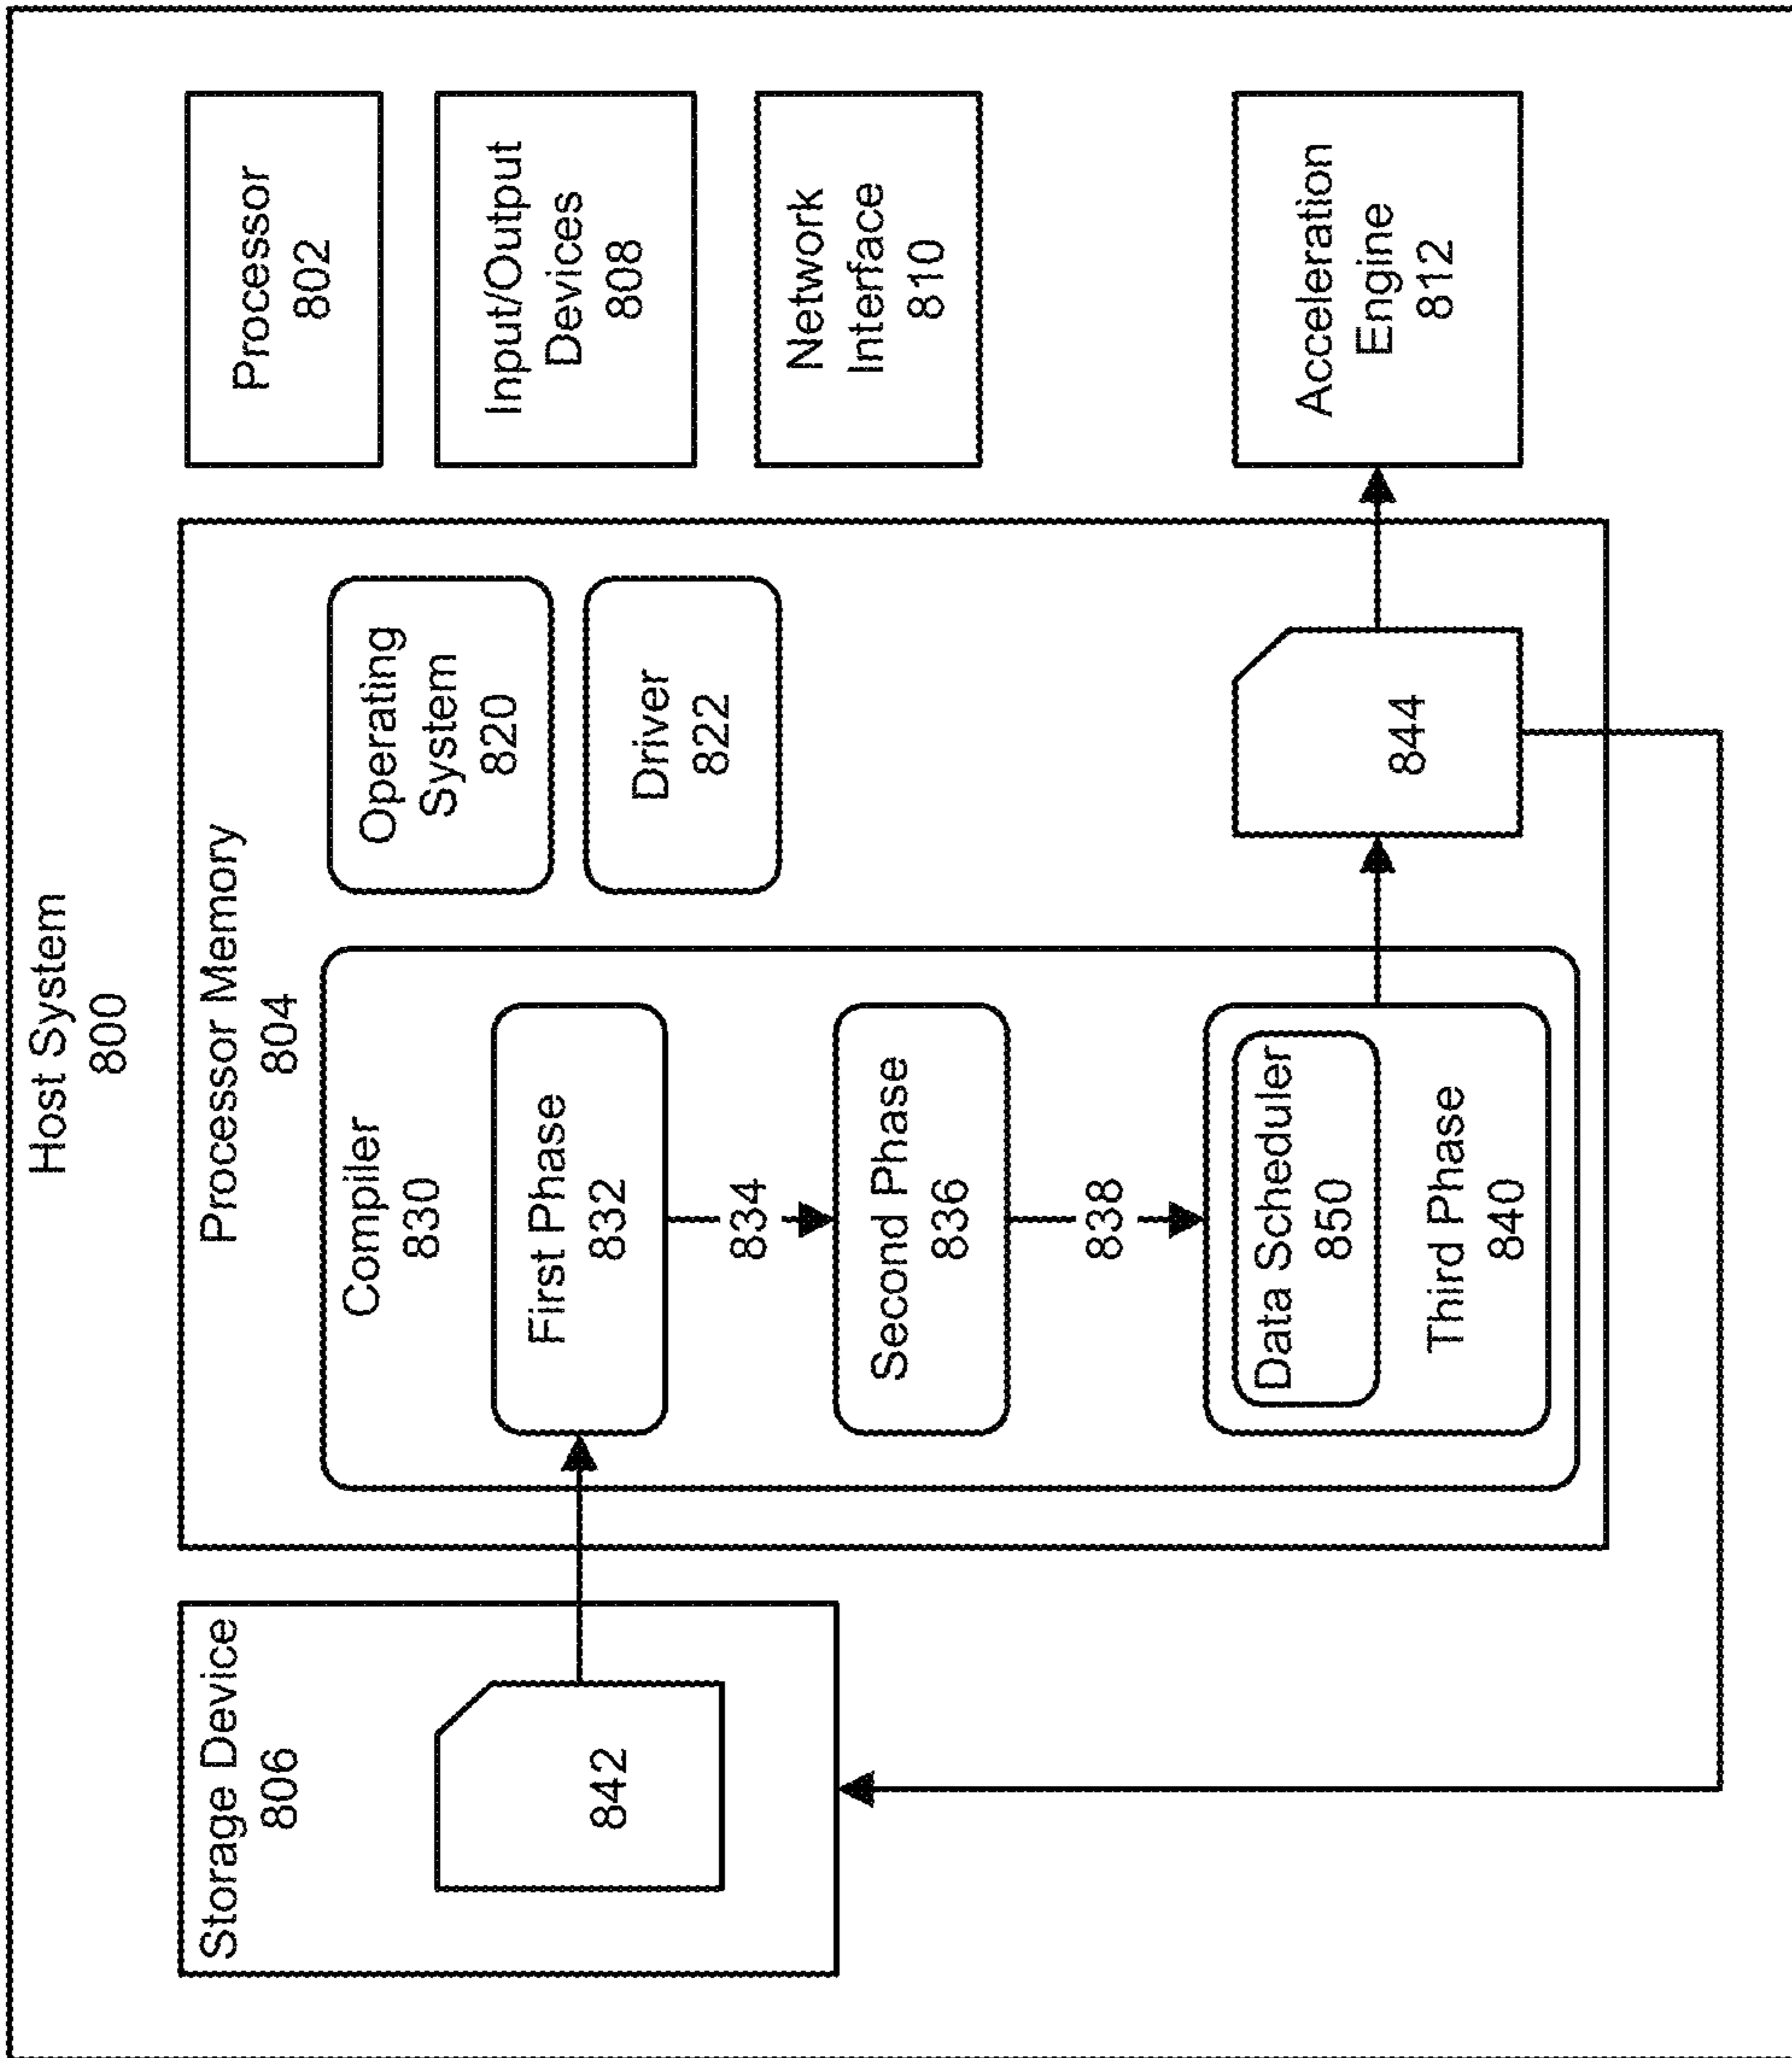 Host System
800
Storage Device
806
842
Processor Memory
804
Compiler
830
First Phase
832
834
Second Phase
836
838
Data Scheduler
850
Third Phase
840
Operating
System
820
Driver
822
844
Processor
802
Input/Output
Devices
808
Network
Interface
810
Acceleration
Engine
812